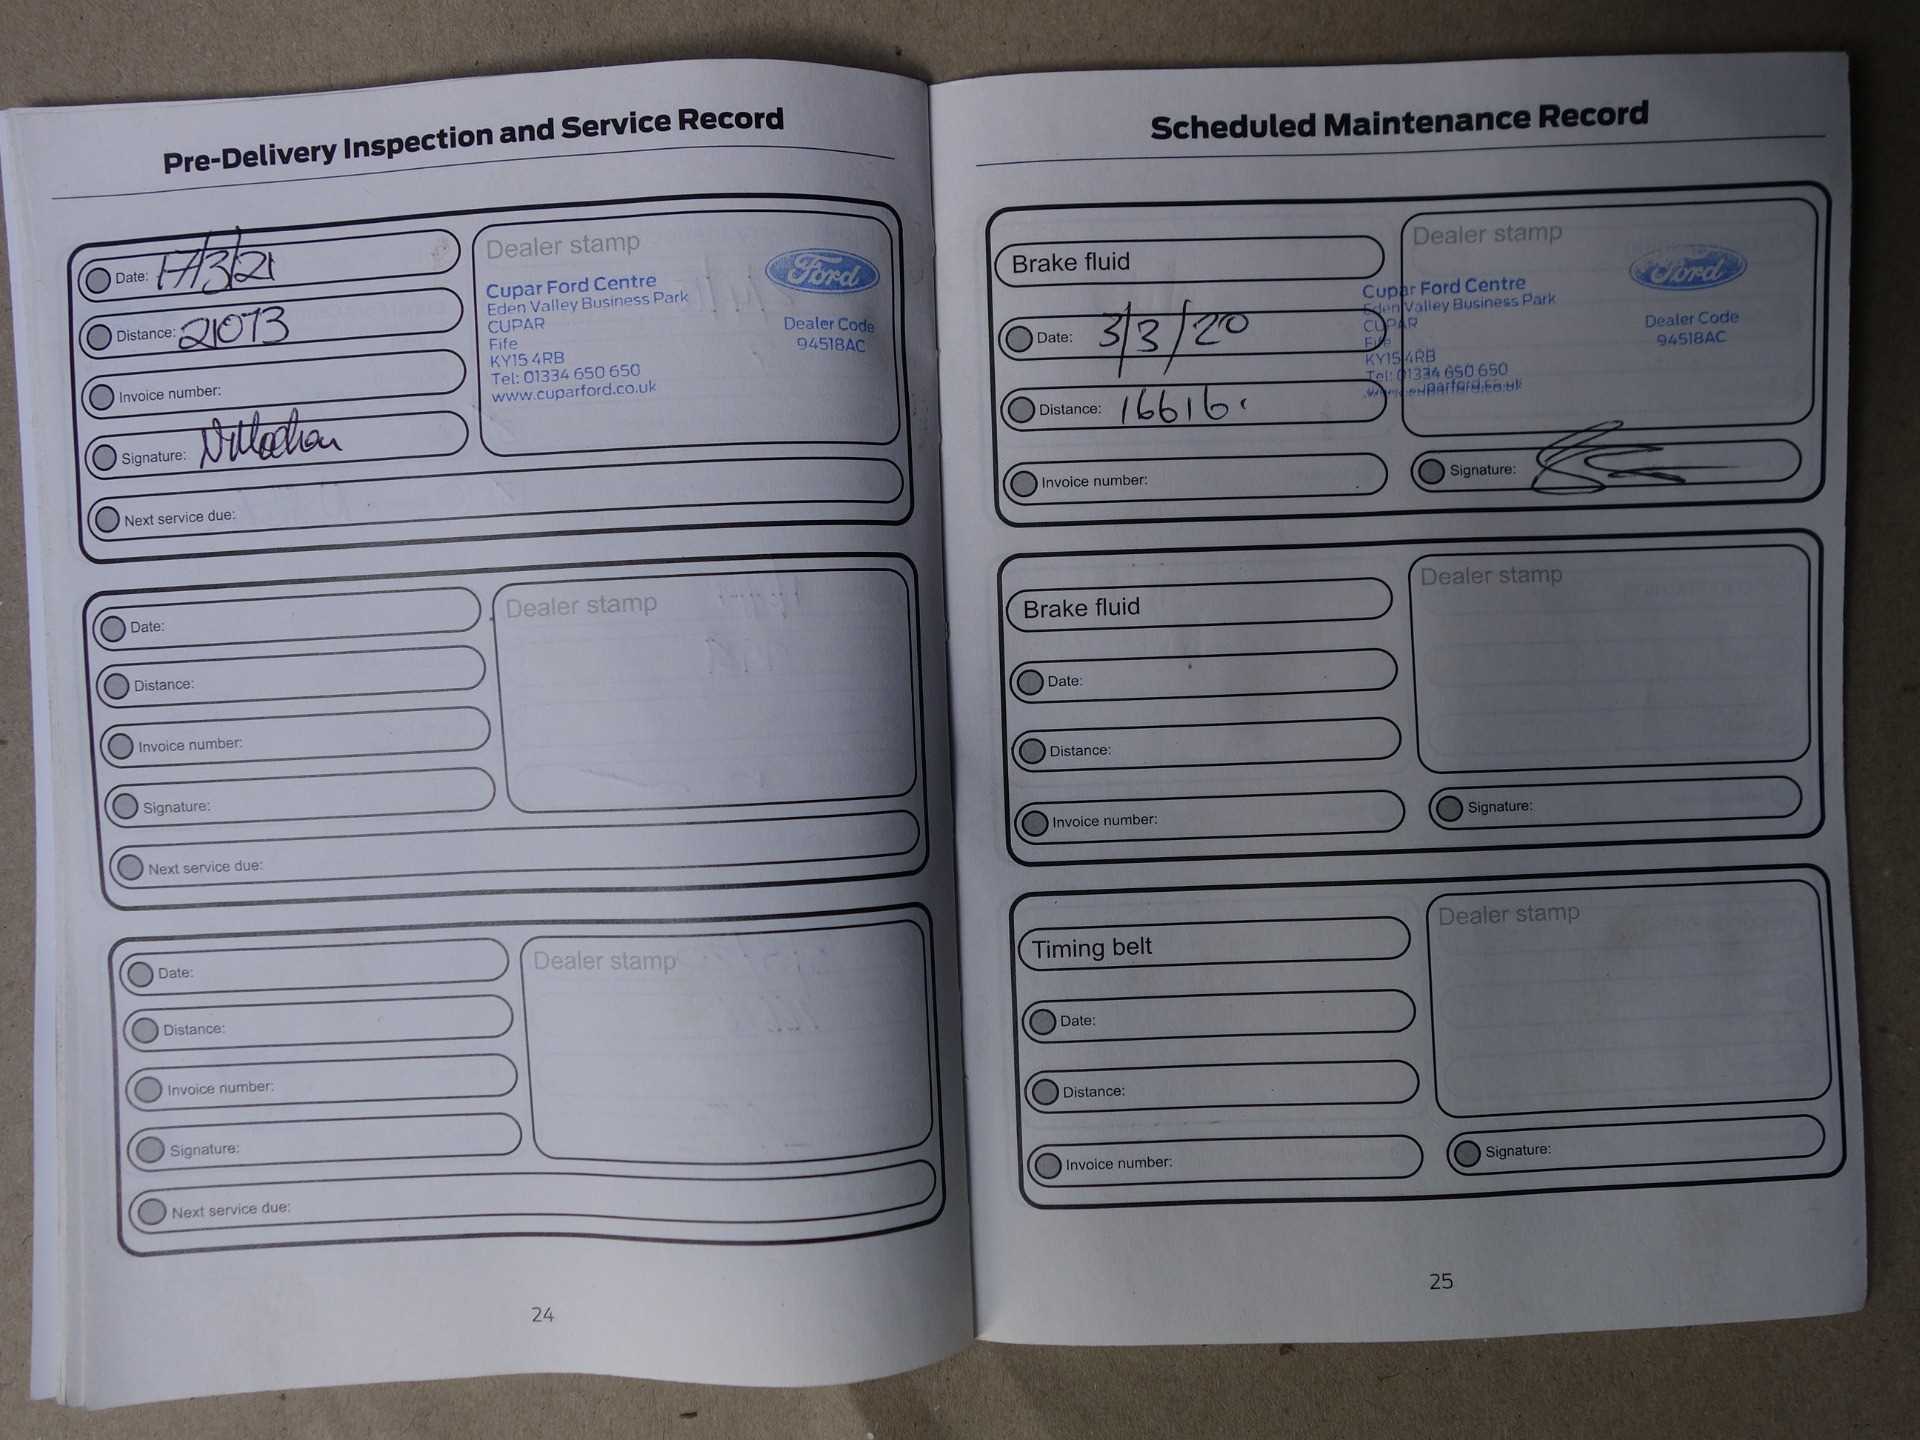 Pre-Delivery Inspection and Service Record
Date: 17/3/21
Distance: 21073
Invoice number:
Signature:
Next service due:
Dealer stamp
Ford
Cupar Ford Centre
Eden Valley Business Park
CUPAR
Fife
KY15 4RB
Tel: 01334 650 650
www.cuparford.co.uk
Dealer Code
94518AC
Date:
Distance:
Invoice number:
Signature:
Next service due:
Dealer stamp
Date:
Distance:
Invoice number:
Signature:
Next service due:
Dealer stamp
24
Scheduled Maintenance Record
Brake fluid
Date: 3/3/20
Distance: 16616.
Invoice number:
Dealer stamp
Ford
Cupar Ford Centre
Eden Valley Business Park
CUPAR
Fife
KY15 4RB
Tel: 01334 650 650
www.cuparford.co.uk
Dealer Code
94518AC
Signature:
Brake fluid
Date:
Distance:
Invoice number:
Dealer stamp
Signature:
Timing belt
Date:
Distance:
Invoice number:
Dealer stamp
Signature:
25